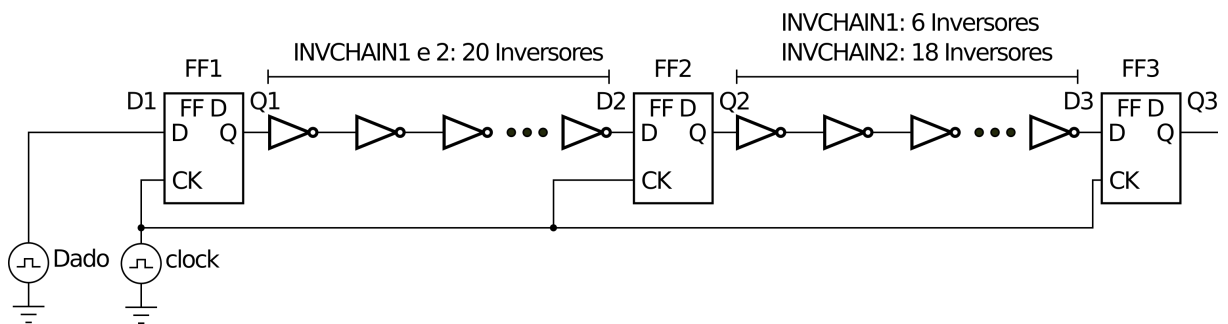 INVCHAIN1: 6 Inversores
INVCHAIN1 e 2: 20 Inversores
INVCHAIN2: 18 Inversores
FF1
FF2
FF3
D1
FF D
Q1
D2
FF D
Q2
D3
FF D
Q3
D
Q
D
Q
D
Q
CK
CK
CK
Dado
clock